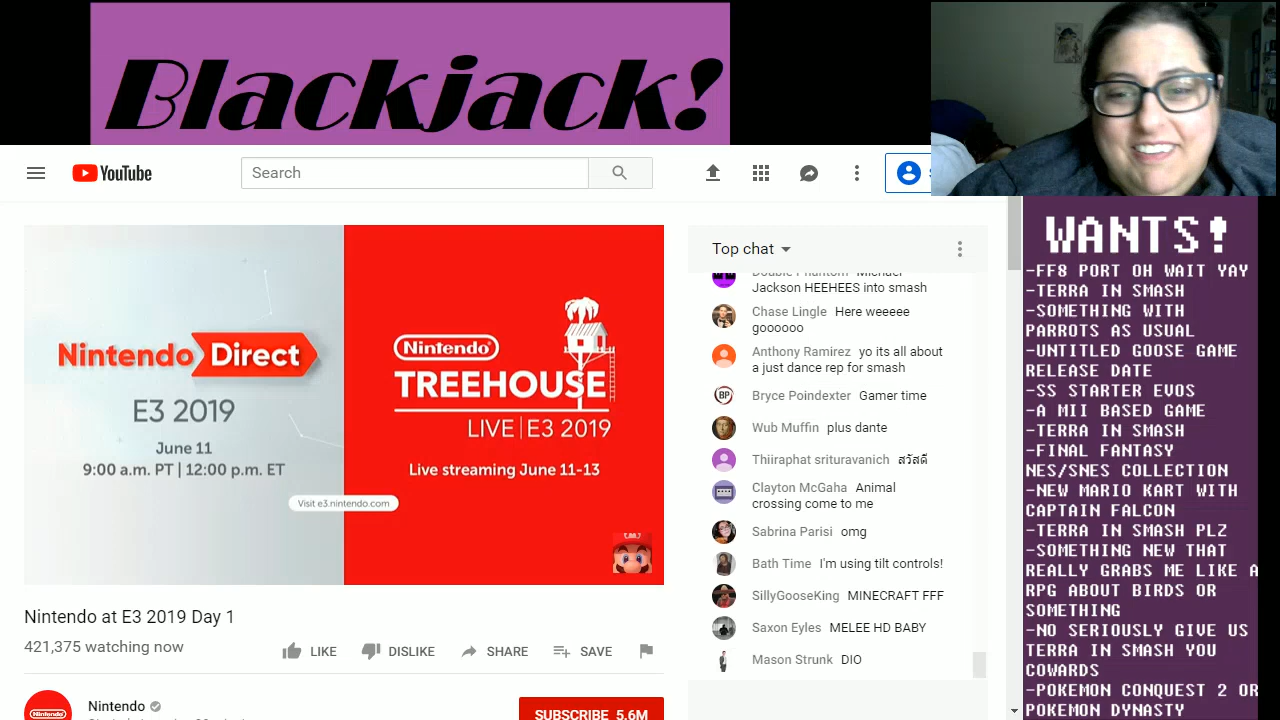 Blackjack!
YouTube
Search
Nintendo Direct
E3 2019
June 11
9:00 a.m. PT | 12:00 p.m. ET
Nintendo
TREEHOUSE
LIVE | E3 2019
Live streaming June 11-13
Visit e3.nintendo.com
Nintendo at E3 2019 Day 1
421,375 watching now
LIKE
DISLIKE
SHARE
SAVE
Nintendo
Nintendo
SUBSCRIBE 5.6M
Top chat
Double Phantom Michael
Jackson HEEHEES into smash
Chase Lingle Here weeeee
goooooo
Anthony Ramirez yo its all about
a just dance rep for smash
BP
Bryce Poindexter Gamer time
Wub Muffin plus dante
Thiiraphat srituravanich สวัสดี
Clayton McGaha Animal
crossing come to me
Sabrina Parisi omg
Bath Time I'm using tilt controls!
SillyGooseKing MINECRAFT FFF
Saxon Eyles MELEE HD BABY
Mason Strunk DIO
WANTS!
-FF8 PORT OH WAIT YAY
-TERRA IN SMASH
-SOMETHING WITH
PARROTS AS USUAL
-UNTITLED GOOSE GAME
RELEASE DATE
-SS STARTER EVOS
-A MII BASED GAME
-TERRA IN SMASH
-FINAL FANTASY
NES/SNES COLLECTION
-NEW MARIO KART WITH
CAPTAIN FALCON
-TERRA IN SMASH PLZ
-SOMETHING NEW THAT
REALLY GRABS ME LIKE A
RPG ABOUT BIRDS OR
SOMETHING
-NO SERIOUSLY GIVE US
TERRA IN SMASH YOU
COWARDS
-POKEMON CONQUEST 2 OR
POKEMON DYNASTY